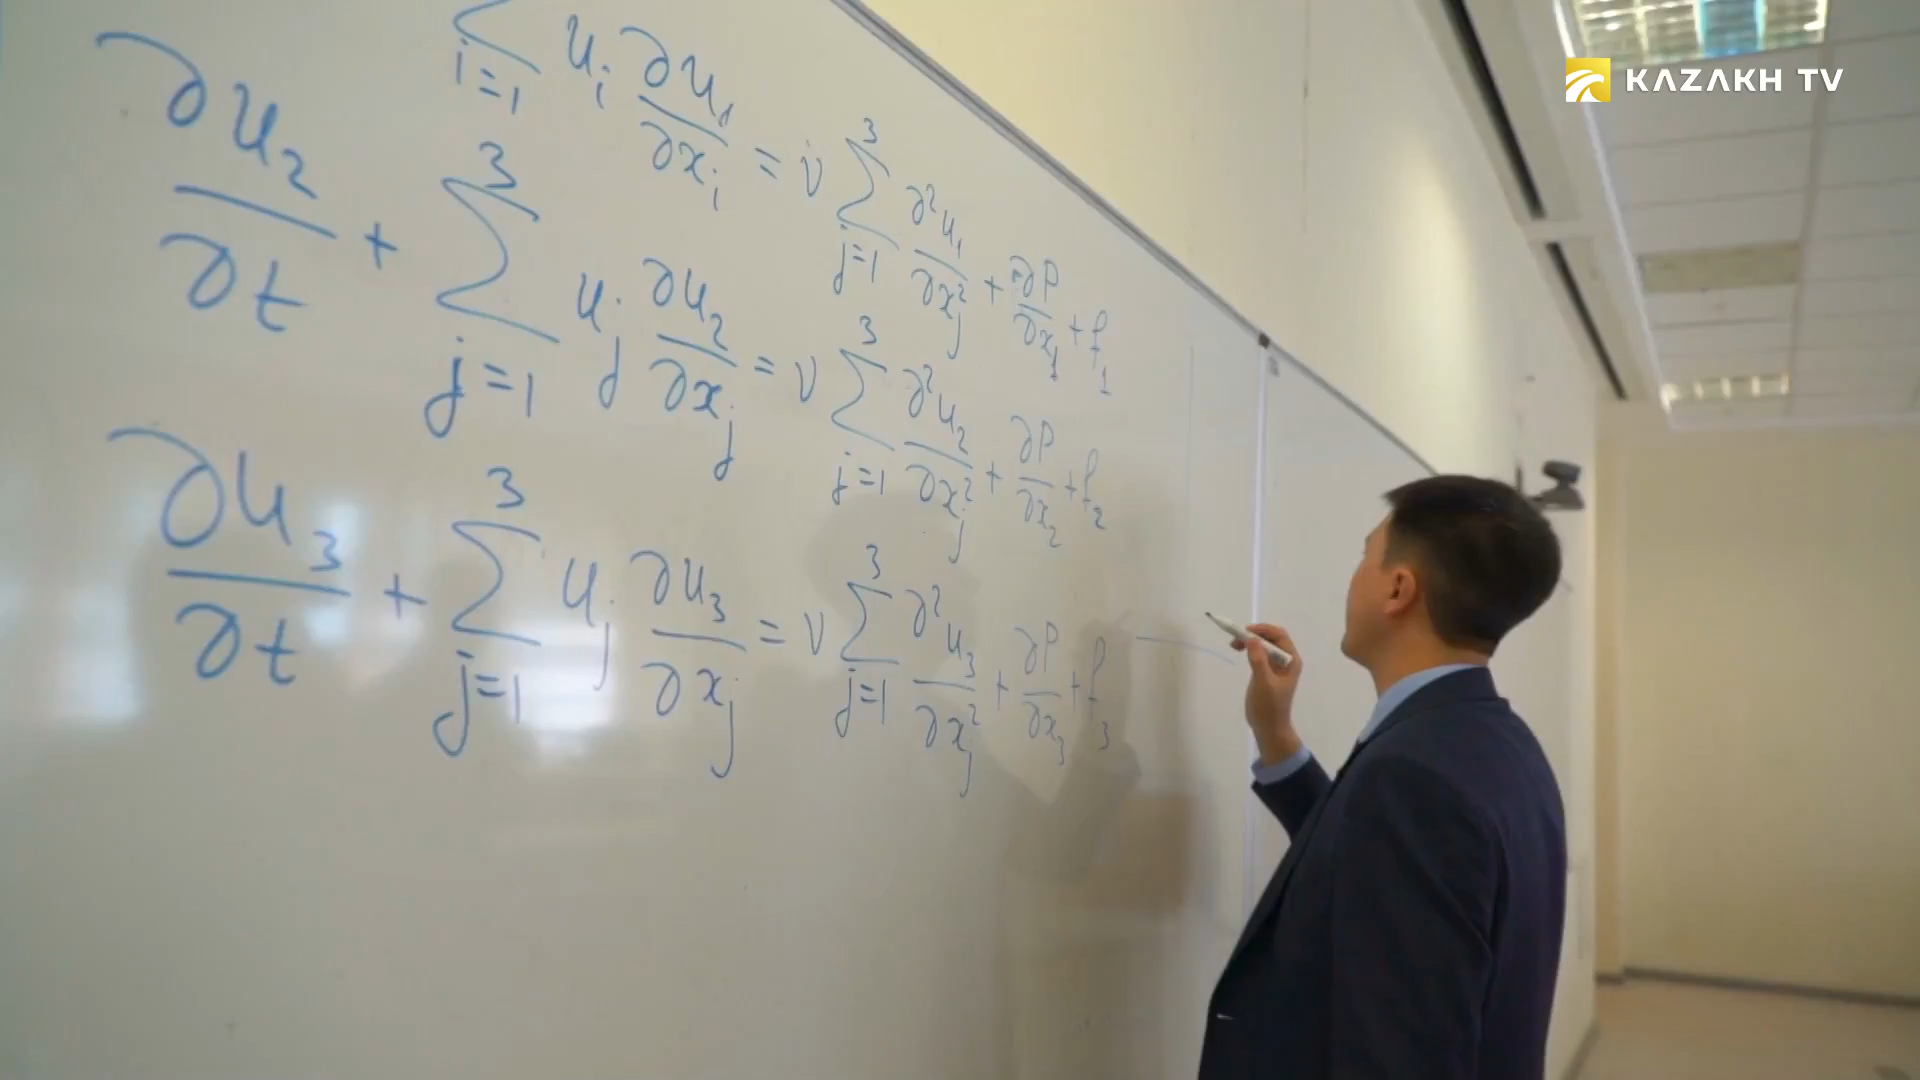 KAZAKH TV
∑_{i=1} u_i ∂u_1/∂x_i = ν ∑_{j=1}^{3} ∂²u_1/∂x_j² + ∂P/∂x_1 + f_1
∂u_2/∂t + ∑_{j=1}^{3} u_j ∂u_2/∂x_j = ν ∑_{j=1}^{3} ∂²u_2/∂x_j² + ∂P/∂x_2 + f_2
∂u_3/∂t + ∑_{j=1}^{3} u_j ∂u_3/∂x_j = ν ∑_{j=1}^{3} ∂²u_3/∂x_j² + ∂P/∂x_3 + f_3